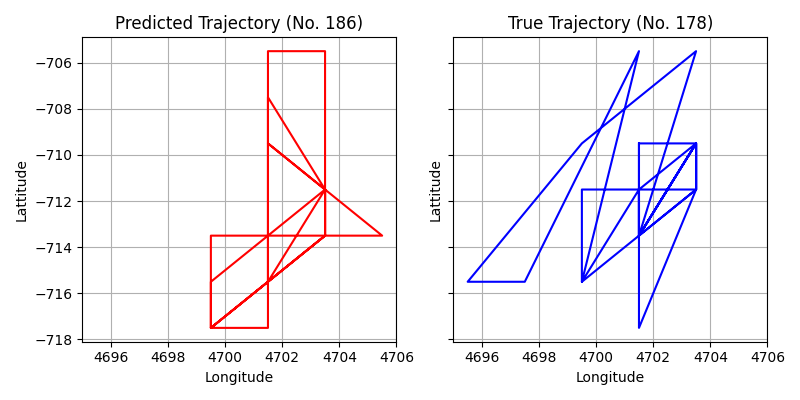 Predicted Trajectory (No. 186)
True Trajectory (No. 178)
Lattitude
−706
−708
−710
−712
−714
−716
−718
4696 4698 4700 4702 4704 4706
Longitude
Lattitude
4696 4698 4700 4702 4704 4706
Longitude